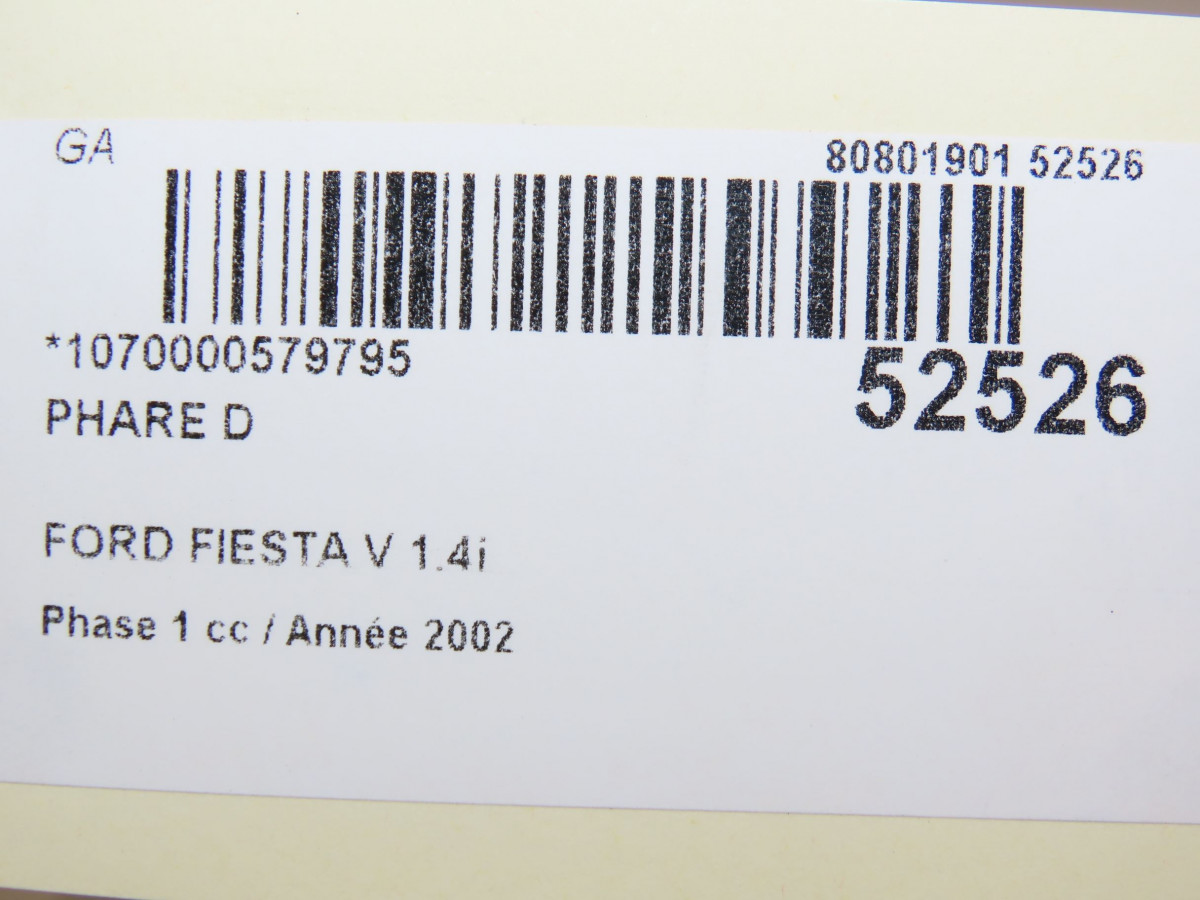 GA
80801901 52526
*1070000579795
52526
PHARE D
FORD FIESTA V 1.4i
Phase 1 cc / Année 2002